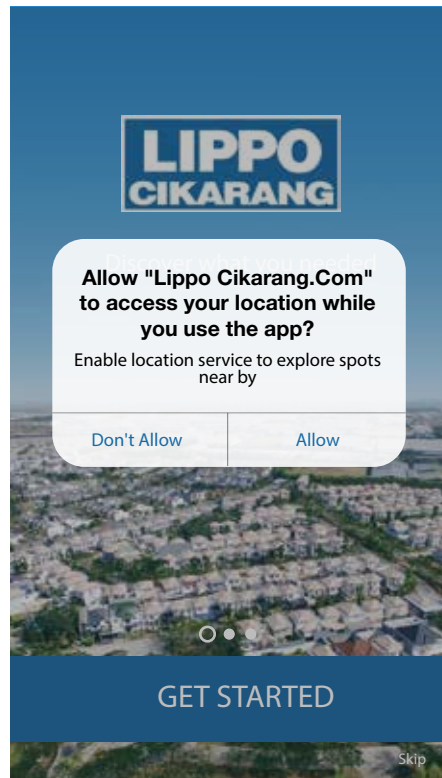 LIPPO
CIKARANG
Discover what you needed
Allow "Lippo Cikarang.Com"
to access your location while
you use the app?
Enable location service to explore spots
near by
Don't Allow
Allow
GET STARTED
Skip